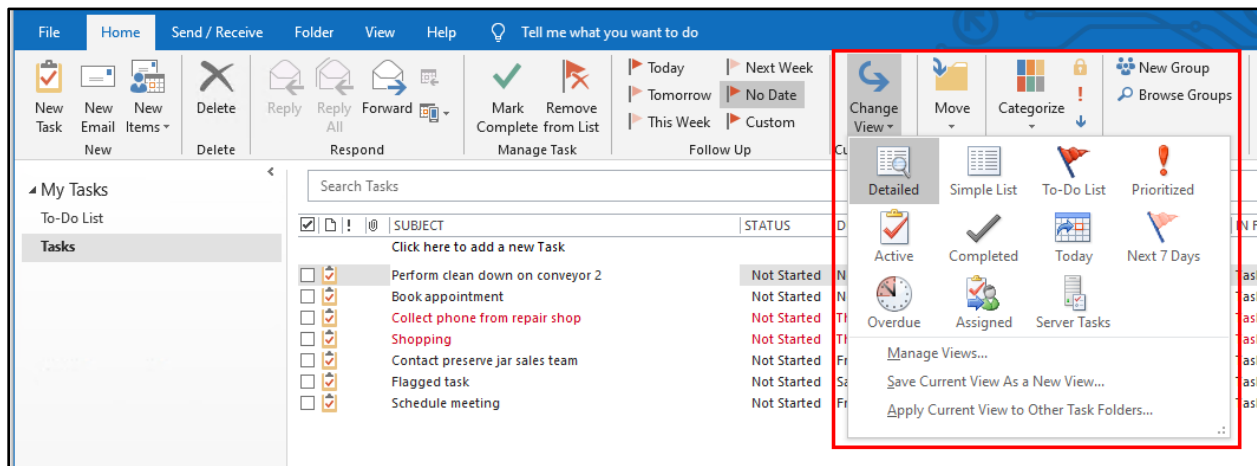 File Home Send / Receive Folder View Help Tell me what you want to do
New Task
New Email
New Items
New
Delete
Delete
Reply
Reply All
Forward
Respond
Mark Complete
Remove from List
Manage Task
Today
Tomorrow
This Week
Next Week
No Date
Custom
Follow Up
Change View
Move
Categorize
New Group
Browse Groups
My Tasks
To-Do List
Tasks
Search Tasks
SUBJECT STATUS
Click here to add a new Task
Perform clean down on conveyor 2 Not Started
Book appointment Not Started
Collect phone from repair shop Not Started
Shopping Not Started
Contact preserve jar sales team Not Started
Flagged task Not Started
Schedule meeting Not Started
Detailed Simple List To-Do List Prioritized
Active Completed Today Next 7 Days
Overdue Assigned Server Tasks
Manage Views...
Save Current View As a New View...
Apply Current View to Other Task Folders...